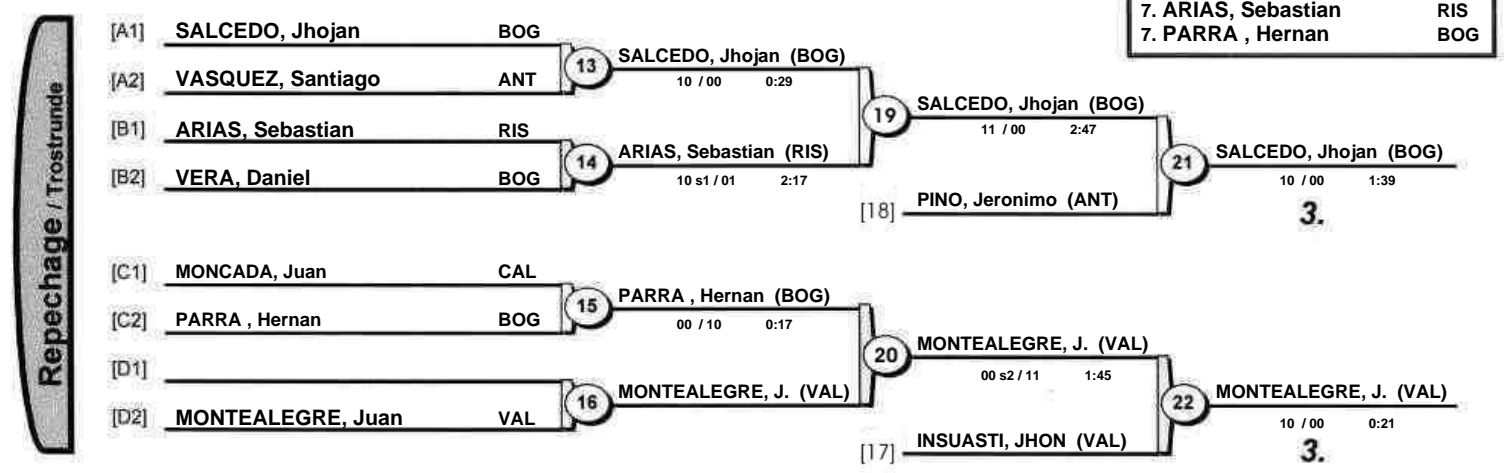 7. ARIAS, Sebastian RIS
7. PARRA , Hernan BOG
Repechage / Trostrunde
[A1] SALCEDO, Jhojan BOG
13 SALCEDO, Jhojan (BOG)
[A2] VASQUEZ, Santiago ANT
10 / 00 0:29
19 SALCEDO, Jhojan (BOG)
11 / 00 2:47
[B1] ARIAS, Sebastian RIS
14 ARIAS, Sebastian (RIS)
[B2] VERA, Daniel BOG
10 s1 / 01 2:17
21 SALCEDO, Jhojan (BOG)
10 / 00 1:39
[18] PINO, Jeronimo (ANT)
3.
[C1] MONCADA, Juan CAL
15 PARRA , Hernan (BOG)
[C2] PARRA , Hernan BOG
00 / 10 0:17
20 MONTEALEGRE, J. (VAL)
00 s2 / 11 1:45
[D1]
16 MONTEALEGRE, J. (VAL)
[D2] MONTEALEGRE, Juan VAL
22 MONTEALEGRE, J. (VAL)
10 / 00 0:21
[17] INSUASTI, JHON (VAL)
3.